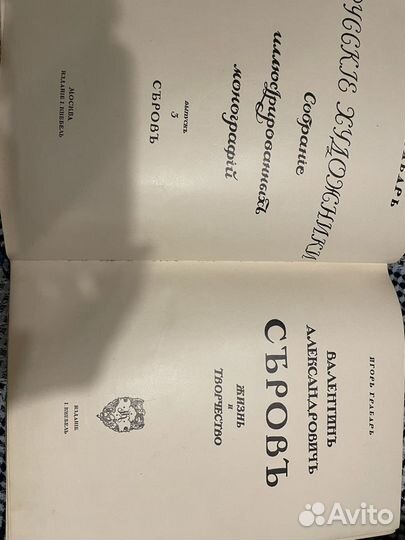 РУССКІЕ ХУДОЖНИКИ
Собраніе
иллюстрированныхъ
монографій
ВЫПУСКЪ
3
СѢРОВЪ
МОСКВА
ИЗДАНІЕ І. КНЕБЕЛЬ
ИГОРЬ ГРАБАРЬ
ВАЛЕНТИНЪ
АЛЕКСАНДРОВИЧЪ
СѢРОВЪ
ЖИЗНЬ
И
ТВОРЧЕСТВО
ИЗДАНІЕ
І. КНЕБЕЛЬ
Avito